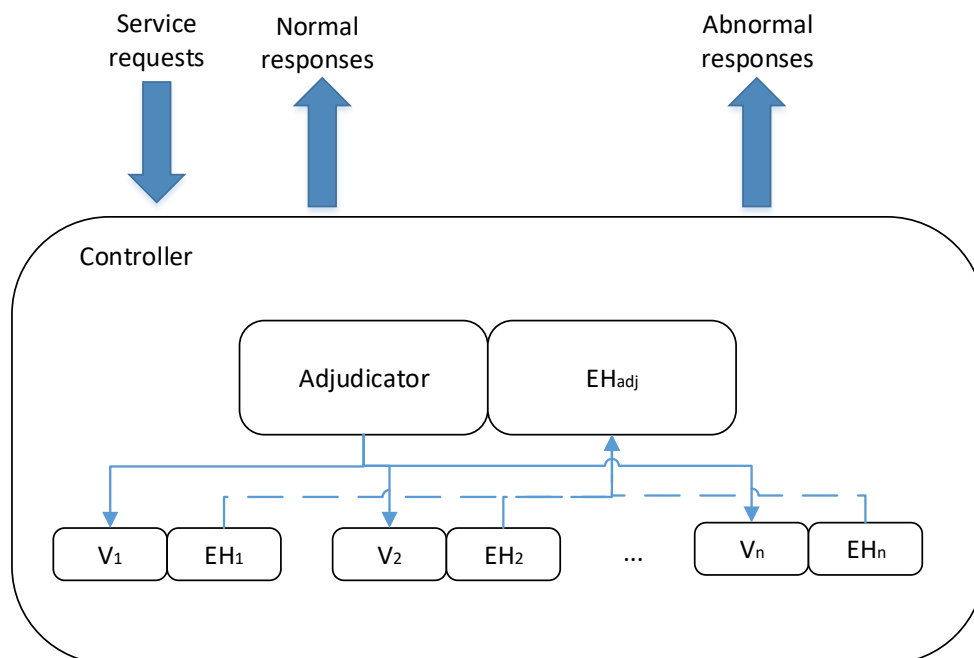 Service
requests
Normal
responses
Abnormal
responses
Controller
Adjudicator
EHadj
V1
EH1
V2
EH2
...
Vn
EHn